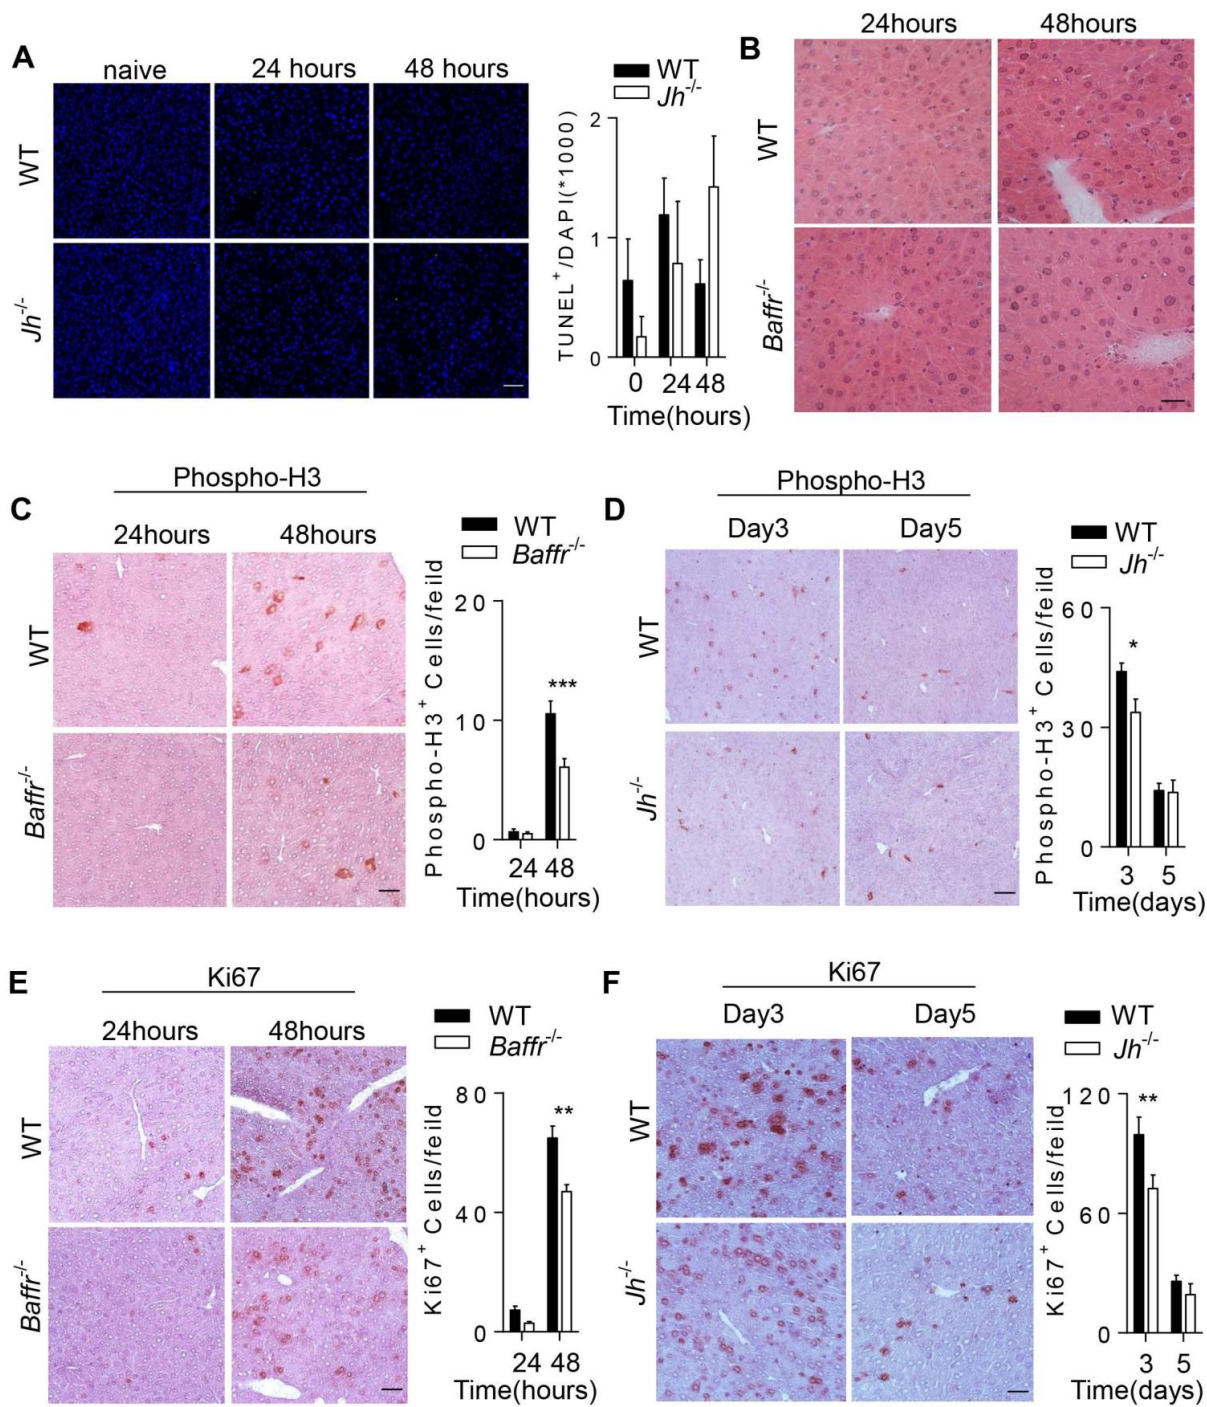 A
naive
24 hours
48 hours
WT
Jh-/-
WT
Jh-/-
TUNEL+/DAPI(*1000)
2
1
0
0 24 48
Time(hours)
B
24hours
48hours
WT
Baffr-/-
C
Phospho-H3
24hours
48hours
WT
Baffr-/-
WT
Baffr-/-
Phospho-H3+ Cells/feild
20
10
0
***
24 48
Time(hours)
D
Phospho-H3
Day3
Day5
WT
Jh-/-
WT
Jh-/-
Phospho-H3+ Cells/feild
60
30
0
*
3 5
Time(days)
E
Ki67
24hours
48hours
WT
Baffr-/-
WT
Baffr-/-
Ki67+ Cells/feild
80
40
0
**
24 48
Time(hours)
F
Ki67
Day3
Day5
WT
Jh-/-
WT
Jh-/-
Ki67+ Cells/feild
120
60
0
**
3 5
Time(days)